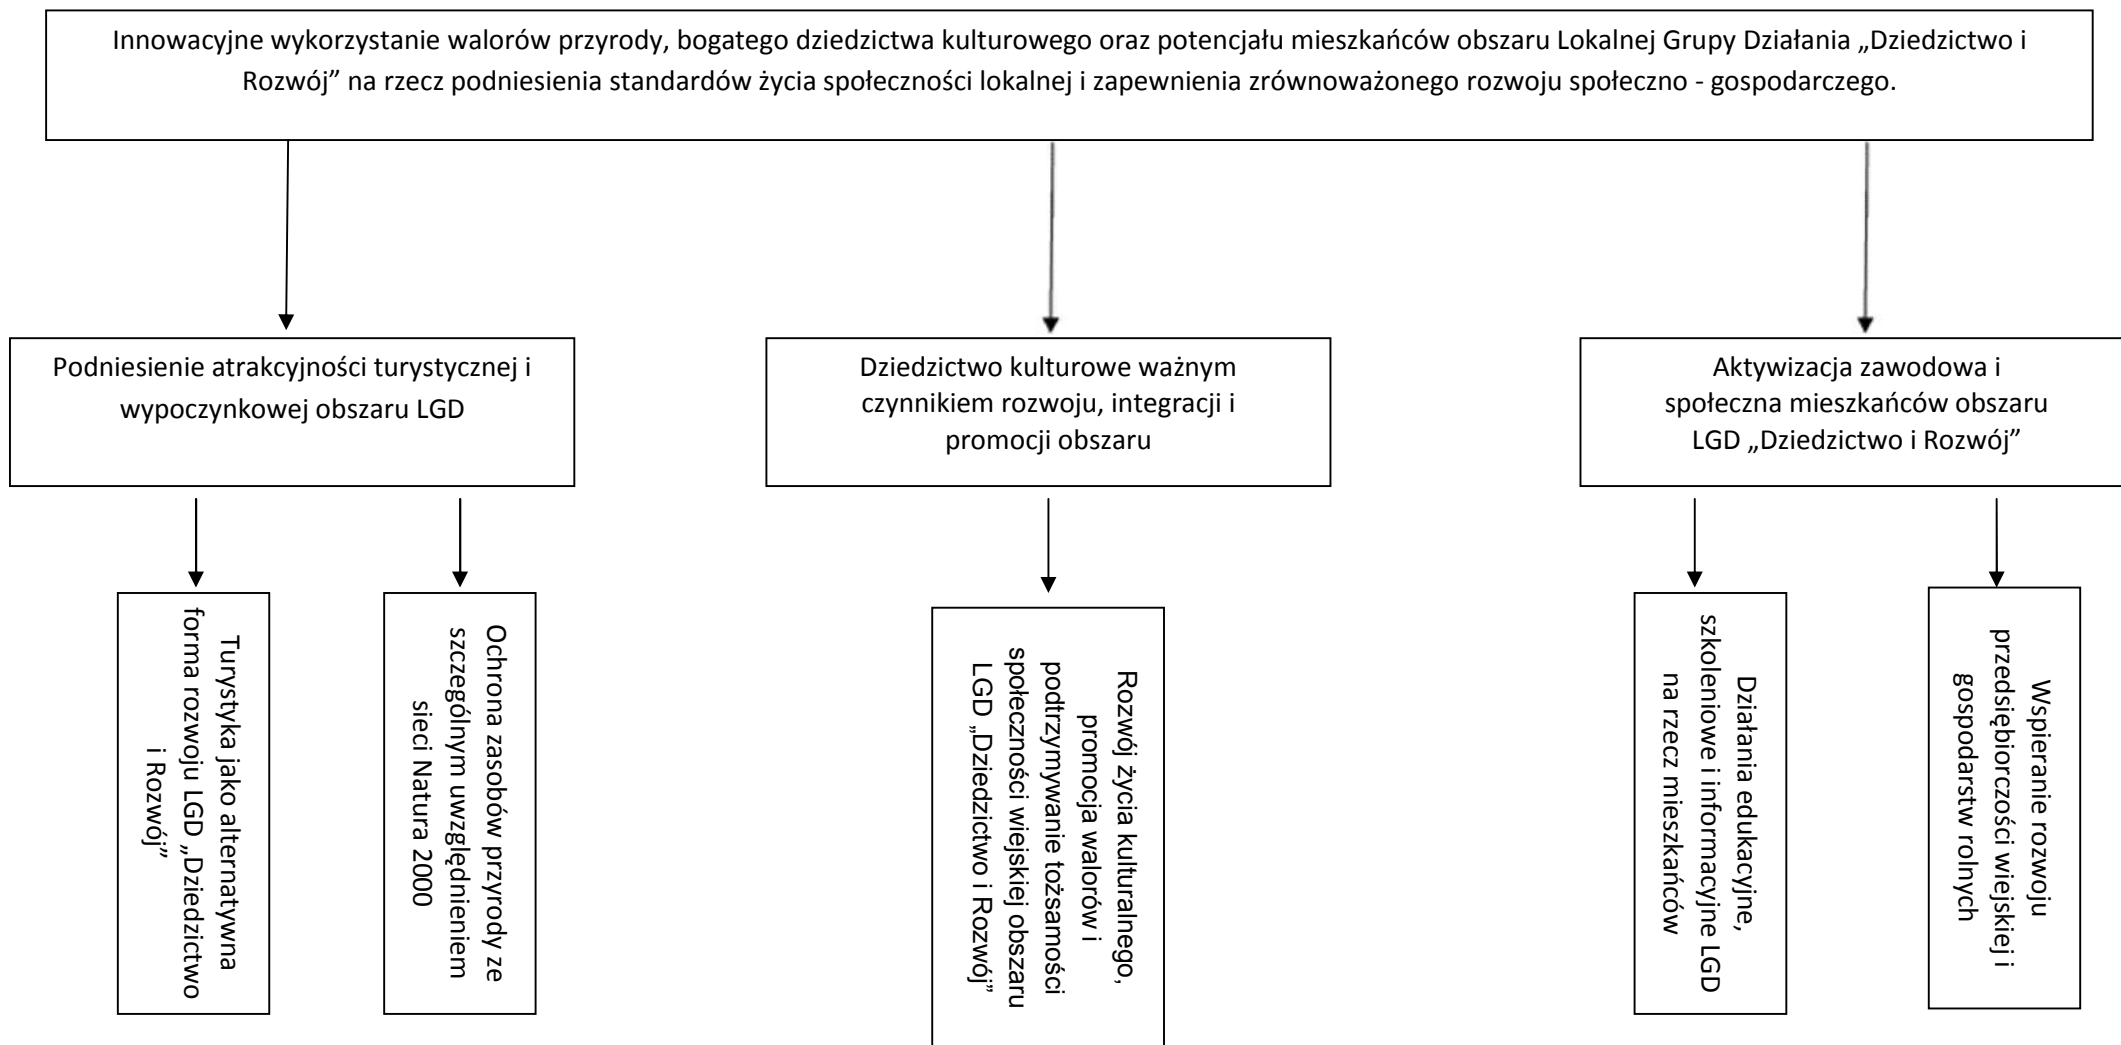 Innowacyjne wykorzystanie walorów przyrody, bogatego dziedzictwa kulturowego oraz potencjału mieszkańców obszaru Lokalnej Grupy Działania „Dziedzictwo i
Rozwój” na rzecz podniesienia standardów życia społeczności lokalnej i zapewnienia zrównoważonego rozwoju społeczno - gospodarczego.
Podniesienie atrakcyjności turystycznej i
wypoczynkowej obszaru LGD
Dziedzictwo kulturowe ważnym
czynnikiem rozwoju, integracji i
promocji obszaru
Aktywizacja zawodowa i
społeczna mieszkańców obszaru
LGD „Dziedzictwo i Rozwój”
Turystyka jako alternatywna
forma rozwoju LGD „Dziedzictwo
i Rozwój”
Ochrona zasobów przyrody ze
szczególnym uwzględnieniem
sieci Natura 2000
Rozwój życia kulturalnego,
promocja walorów i
podtrzymywanie tożsamości
społeczności wiejskiej obszaru
LGD „Dziedzictwo i Rozwój”
Działania edukacyjne,
szkoleniowe i informacyjne LGD
na rzecz mieszkańców
Wspieranie rozwoju
przedsiębiorczości wiejskiej i
gospodarstw rolnych